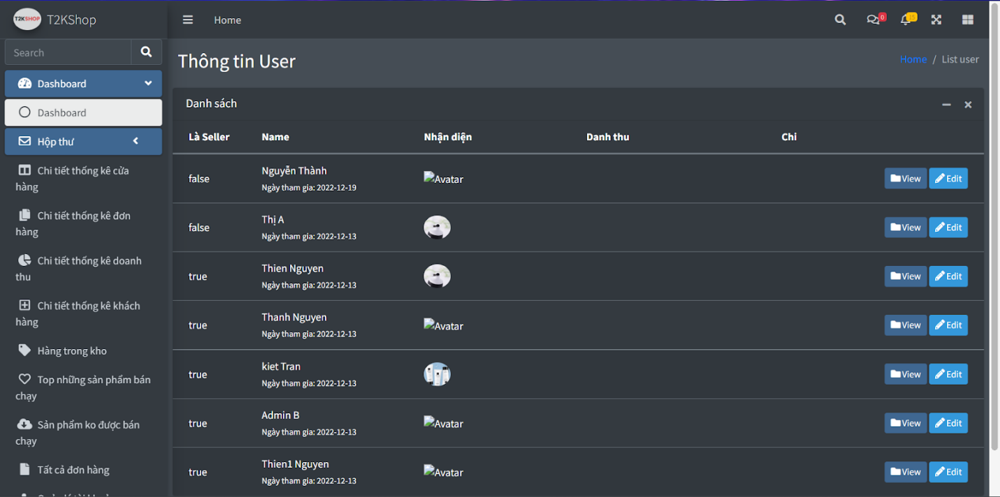 T2KSHOP T2KShop
Home
0
15
Search
Thông tin User
Home / List user
Dashboard
Dashboard
Hộp thư
Chi tiết thống kê cửa
hàng
Chi tiết thống kê đơn
hàng
Chi tiết thống kê doanh
thu
Chi tiết thống kê khách
hàng
Hàng trong kho
Top những sản phẩm bán
chạy
Sản phẩm ko được bán
chạy
Tất cả đơn hàng
Danh sách
Là Seller Name Nhận diện Danh thu Chi
false Nguyễn Thành Avatar View Edit
Ngày tham gia: 2022-12-19
false Thị A View Edit
Ngày tham gia: 2022-12-13
true Thien Nguyen View Edit
Ngày tham gia: 2022-12-13
true Thanh Nguyen Avatar View Edit
Ngày tham gia: 2022-12-13
true kiet Tran View Edit
Ngày tham gia: 2022-12-13
true Admin B Avatar View Edit
Ngày tham gia: 2022-12-13
true Thien1 Nguyen Avatar View Edit
Ngày tham gia: 2022-12-13